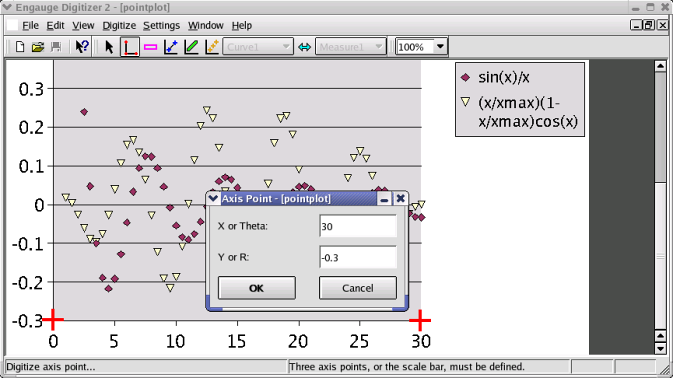 Engauge Digitizer 2 - [pointplot]
File Edit View Digitize Settings Window Help
Curve1 Measure1 100%
0.3
0.2
0.1
0
-0.1
-0.2
-0.3
0 5 10 15 20 25 30
sin(x)/x
(x/xmax)(1-
x/xmax)cos(x)
Axis Point - [pointplot]
X or Theta: 30
Y or R: -0.3
OK Cancel
Digitize axis point... Three axis points, or the scale bar, must be defined.